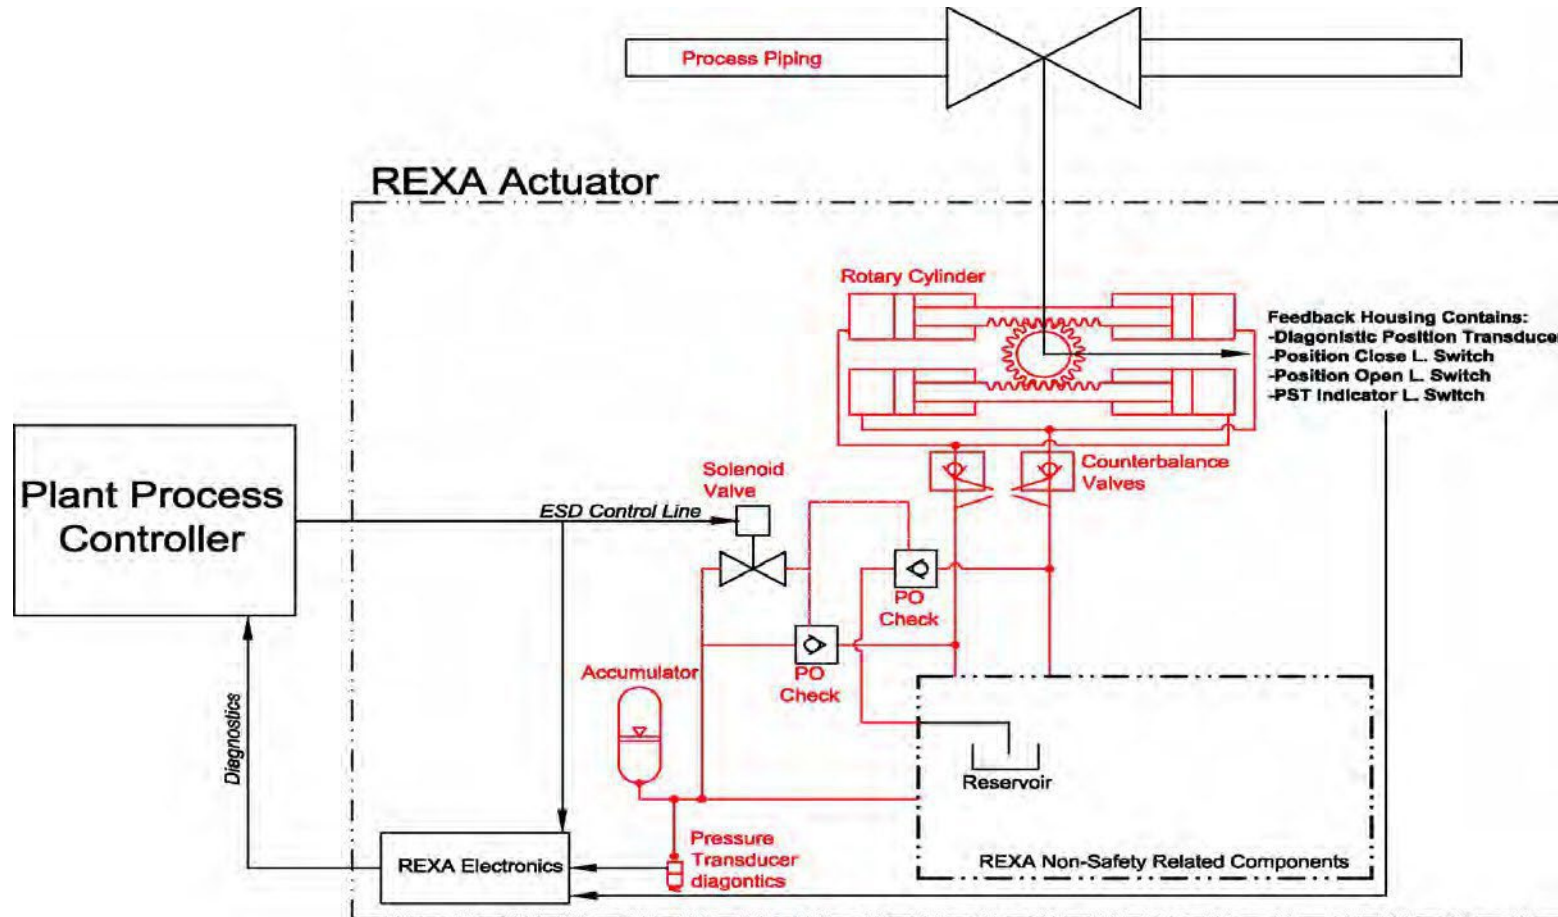 Process Piping
REXA Actuator
Rotary Cylinder
Feedback Housing Contains:
-Diagonistic Position Transducer
-Position Close L. Switch
-Position Open L. Switch
-PST Indicator L. Switch
Counterbalance
Valves
Solenoid
Valve
ESD Control Line
Plant Process
Controller
PO
Check
PO
Check
Accumulator
Diagnostics
Reservoir
Pressure
Transducer
diagontics
REXA Electronics
REXA Non-Safety Related Components